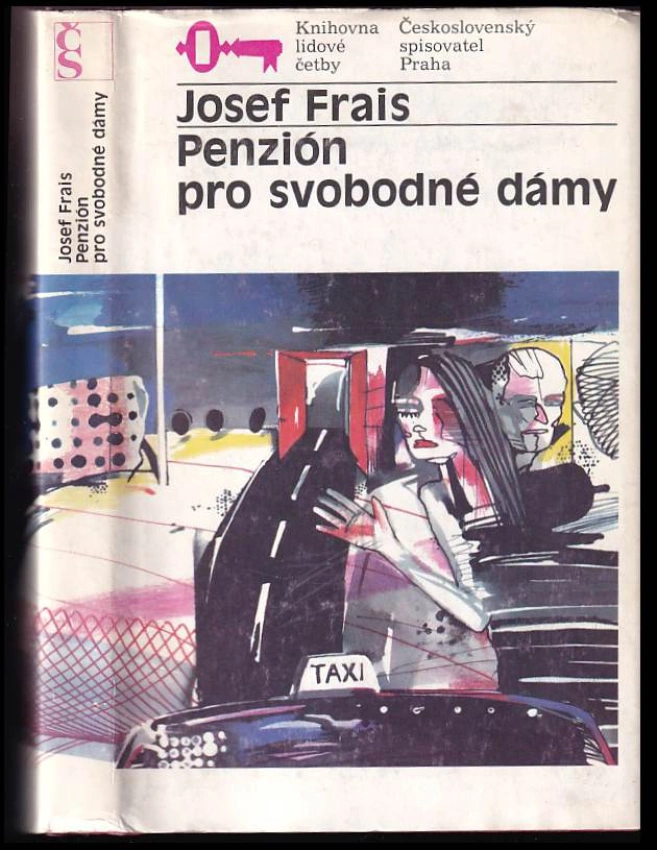 ČS
Josef Frais
Penzión
pro svobodné dámy
Knihovna
lidové
četby
Československý
spisovatel
Praha
Josef Frais
Penzión
pro svobodné dámy
TAXI